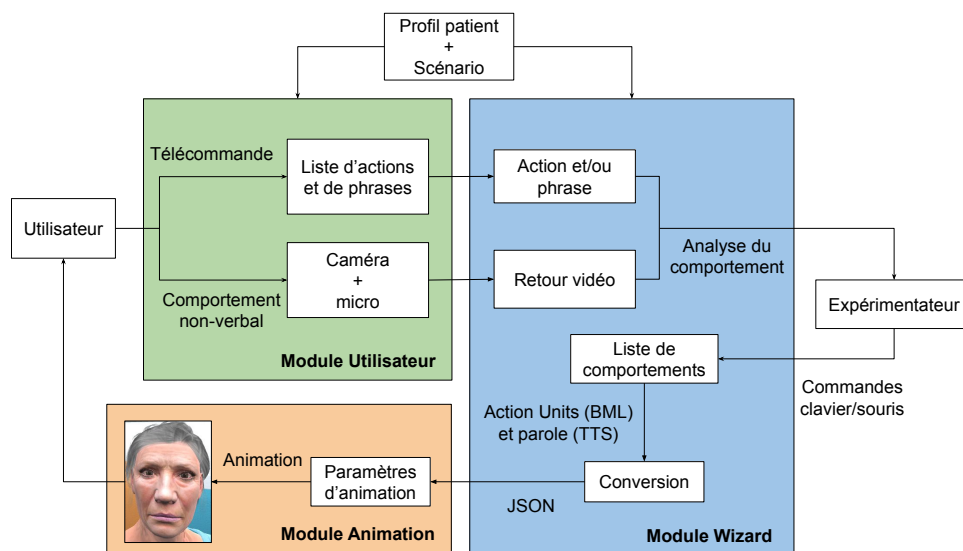 Profil patient
+
Scénario
Télécommande
Liste d'actions
et de phrases
Action et/ou
phrase
Utilisateur
Analyse du
comportement
Caméra
+
micro
Retour vidéo
Comportement
non-verbal
Expérimentateur
Module Utilisateur
Liste de
comportements
Commandes
clavier/souris
Action Units (BML)
et parole (TTS)
Animation
Paramètres
d'animation
Conversion
JSON
Module Animation
Module Wizard